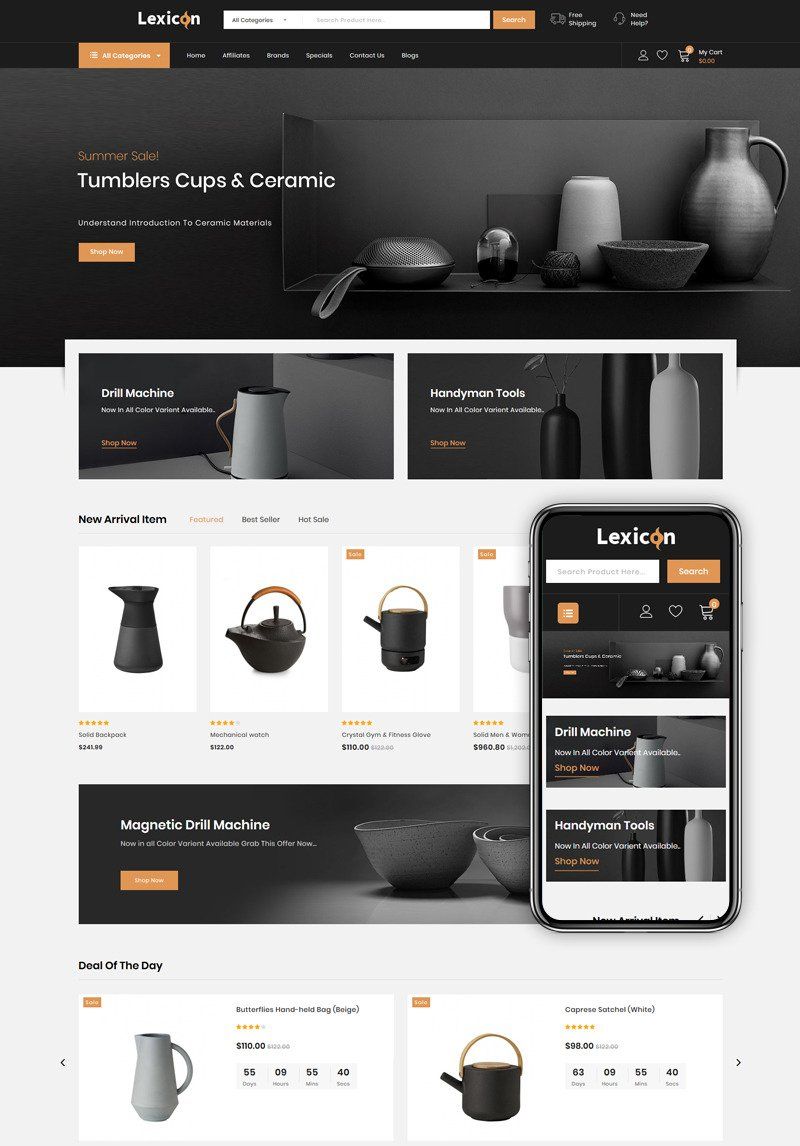 Lexicon
All Categories
Search Product Here...
Search
Free
Shipping
Need
Help?
All Categories
Home
Affiliates
Brands
Specials
Contact Us
Blogs
0
My Cart
$0.00
Summer Sale!
Tumblers Cups & Ceramic
Understand Introduction To Ceramic Materials
Shop Now
Drill Machine
Now In All Color Varient Available..
Shop Now
Handyman Tools
Now In All Color Varient Available..
Shop Now
New Arrival Item
Featured
Best Seller
Hot Sale
Sale
Sale
Solid Backpack
$241.99
Mechanical watch
$122.00
Crystal Gym & Fitness Glove
$110.00 $122.00
Solid Men & Wome
$960.80 $1,202.0
Magnetic Drill Machine
Now in all Color Varient Available Grab This Offer Now...
Shop Now
Lexicon
Search Product Here...
Search
0
Tumblers Cups & Ceramic
Drill Machine
Now In All Color Varient Available..
Shop Now
Handyman Tools
Now In All Color Varient Available..
Shop Now
New Arrival Item
Deal Of The Day
Sale
Butterflies Hand-held Bag (Beige)
$110.00 $122.00
55 09 55 40
Days Hours Mins Secs
Sale
Caprese Satchel (White)
$98.00 $122.00
63 09 55 40
Days Hours Mins Secs